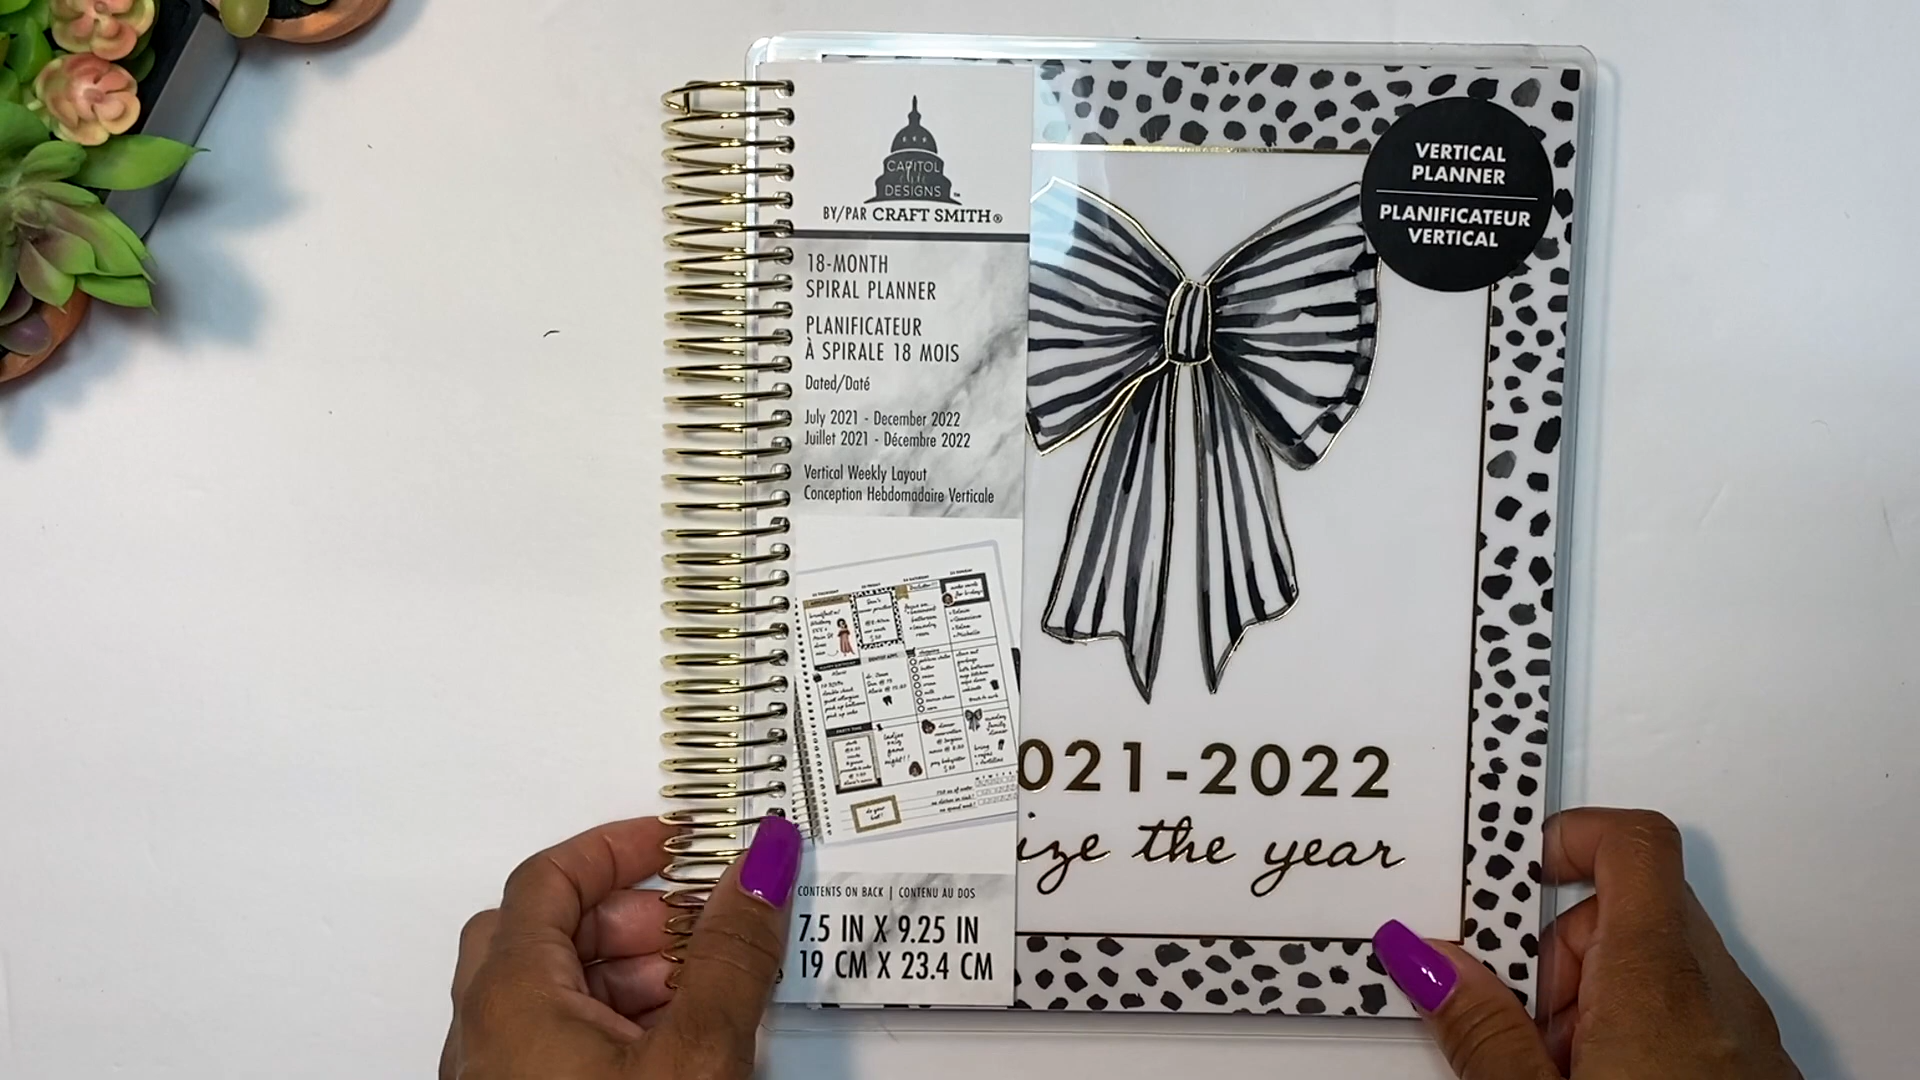 CAPITOL
DESIGNS™
BY/PAR CRAFT SMITH®
18-MONTH
SPIRAL PLANNER
PLANIFICATEUR
À SPIRALE 18 MOIS
Dated/Daté
July 2021 - December 2022
Juillet 2021 - Décembre 2022
Vertical Weekly Layout
Conception Hebdomadaire Verticale
CONTENTS ON BACK | CONTENU AU DOS
7.5 IN X 9.25 IN
19 CM X 23.4 CM
VERTICAL
PLANNER
PLANIFICATEUR
VERTICAL
021-2022
ize the year